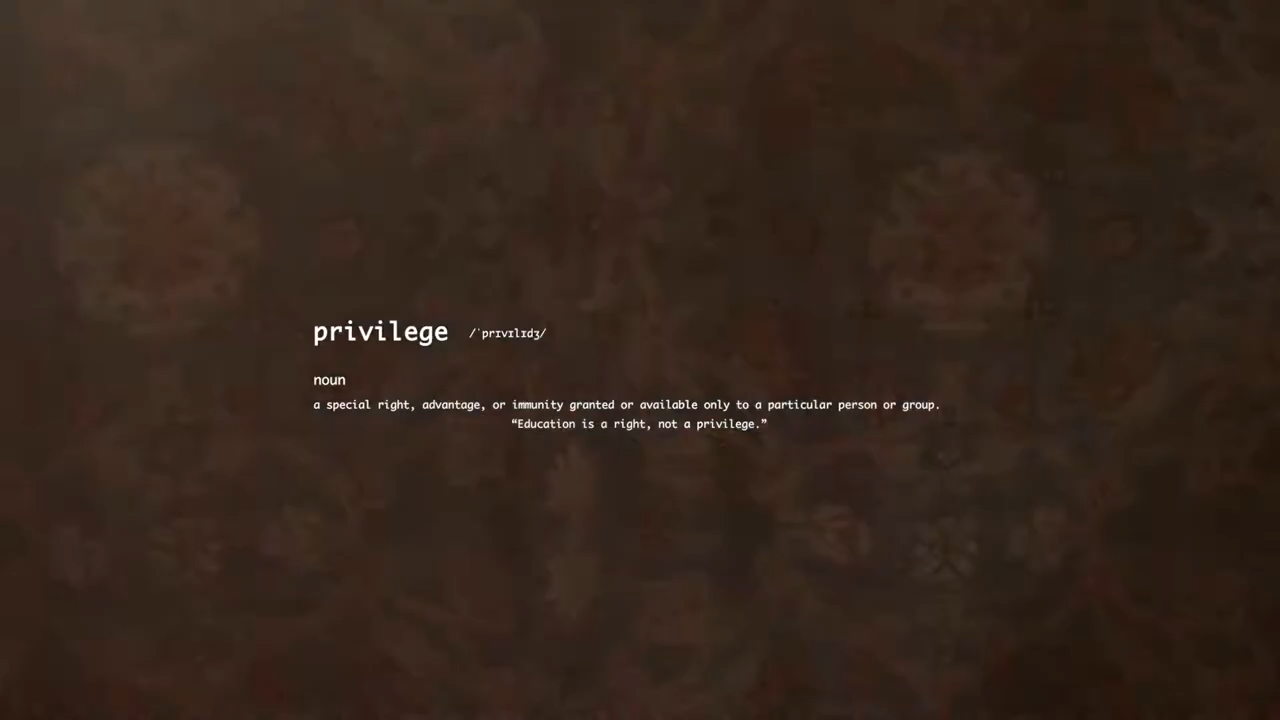 privilege /ˈprɪvɪlɪdʒ/
noun
a special right, advantage, or immunity granted or available only to a particular person or group.
“Education is a right, not a privilege.”